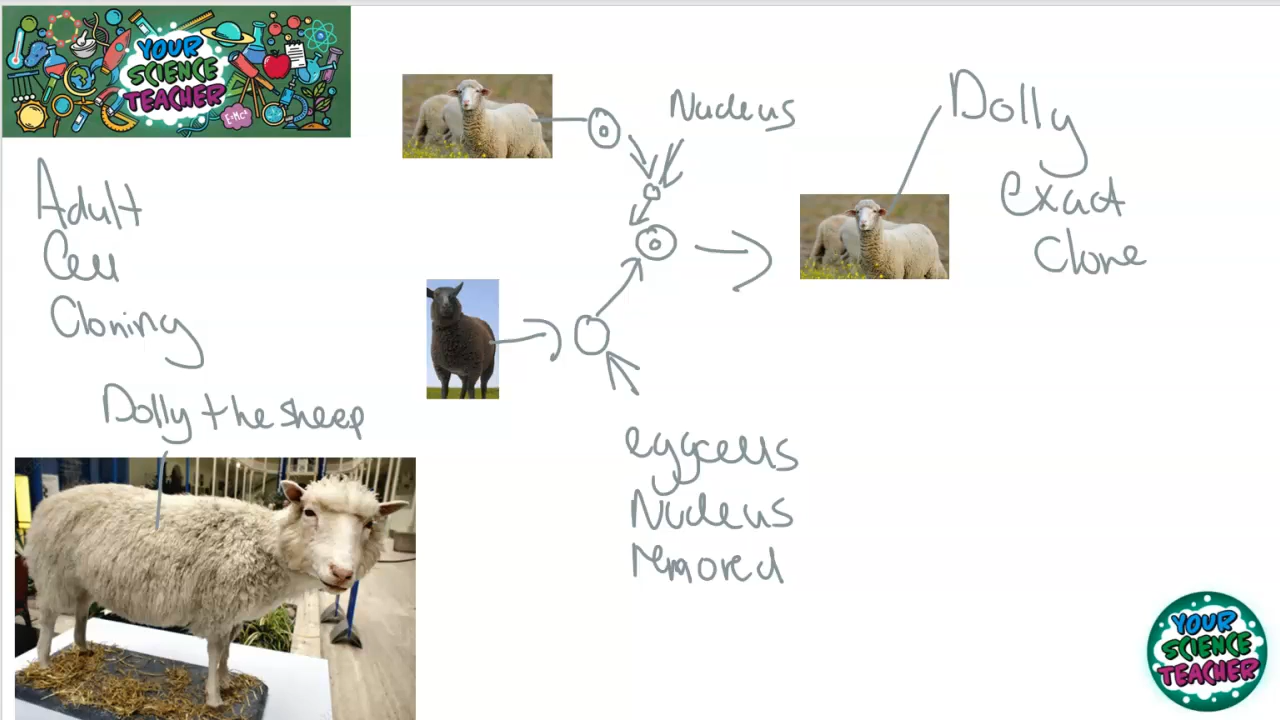 YOUR
SCIENCE
TEACHER
E=MC²
Adult
Cell
Cloning
Dolly the sheep
Nucleus
Dolly
exact
Clone
eggcells
Nucleus
removed
YOUR
SCIENCE
TEACHER